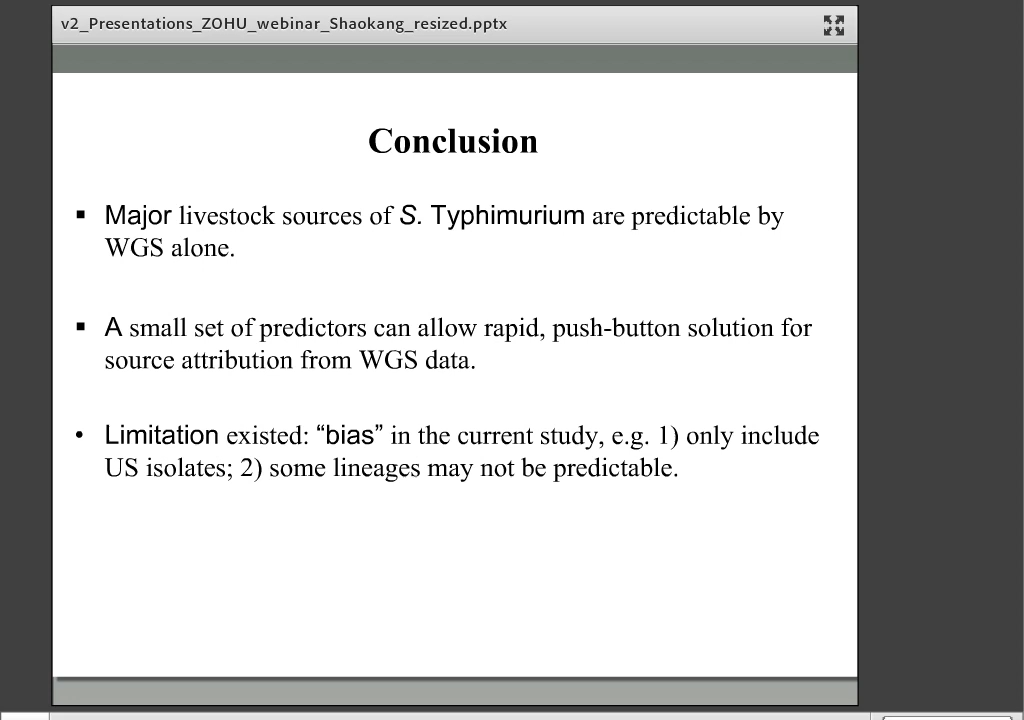 v2_Presentations_ZOHU_webinar_Shaokang_resized.pptx
Conclusion
▪ Major livestock sources of S. Typhimurium are predictable by
WGS alone.
▪ A small set of predictors can allow rapid, push-button solution for
source attribution from WGS data.
• Limitation existed: “bias” in the current study, e.g. 1) only include
US isolates; 2) some lineages may not be predictable.